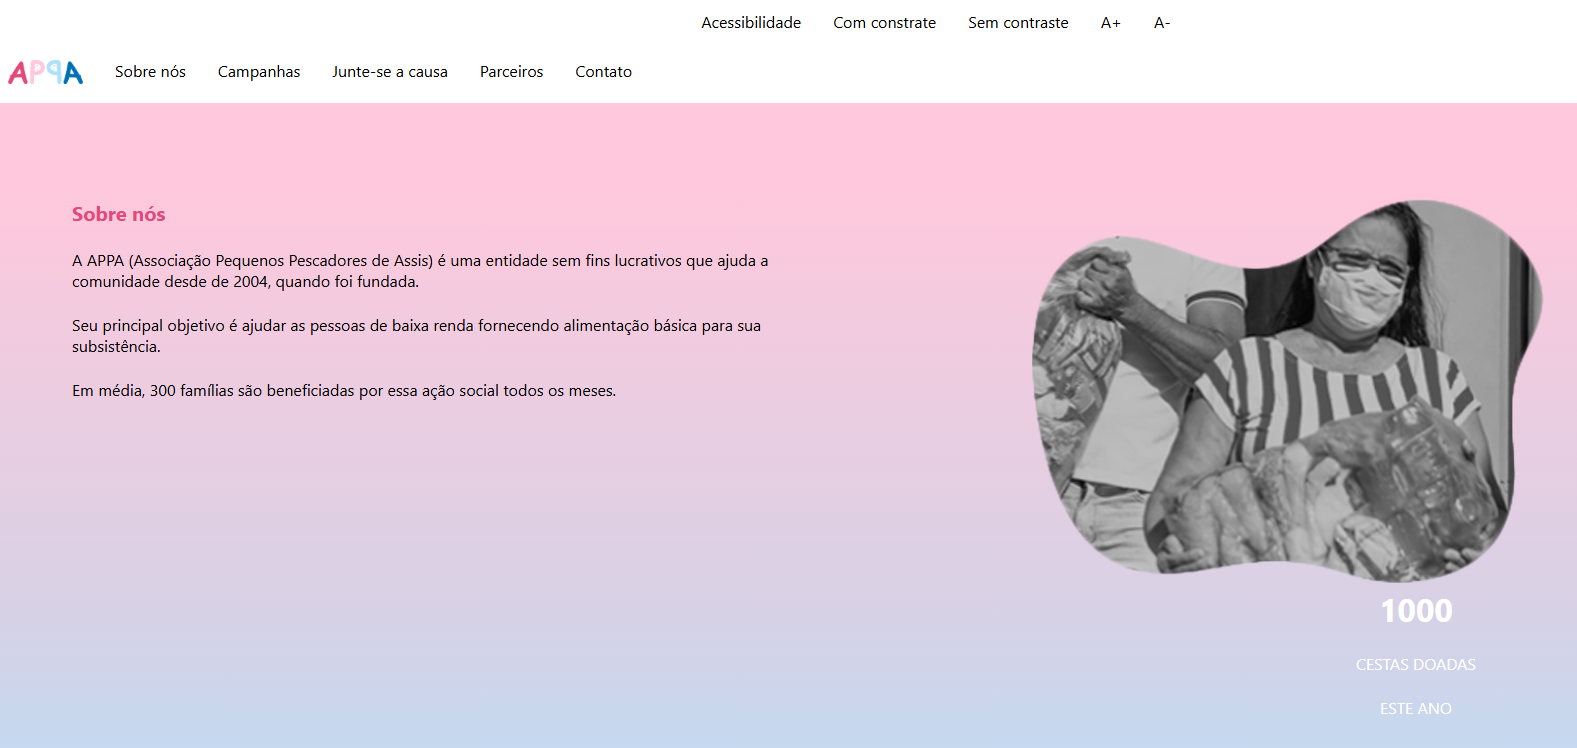 Acessibilidade Com constrate Sem contraste A+ A-
APPA Sobre nós Campanhas Junte-se a causa Parceiros Contato
Sobre nós
A APPA (Associação Pequenos Pescadores de Assis) é uma entidade sem fins lucrativos que ajuda a
comunidade desde de 2004, quando foi fundada.
Seu principal objetivo é ajudar as pessoas de baixa renda fornecendo alimentação básica para sua
subsistência.
Em média, 300 famílias são beneficiadas por essa ação social todos os meses.
1000
CESTAS DOADAS
ESTE ANO